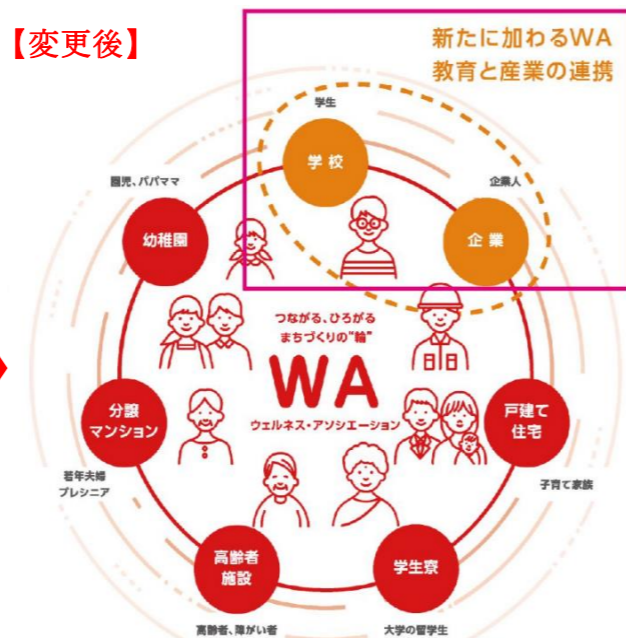 【変更後】
新たに加わるWA
教育と産業の連携
学生
学校
園児、パパママ
企業人
幼稚園
企業
つながる、ひろがる
まちづくりの"輪"
WA
ウェルネス・アソシエーション
分譲
マンション
戸建て
住宅
若年夫婦
プレシニア
子育て家族
高齢者
施設
学生寮
高齢者、障がい者
大学の留学生